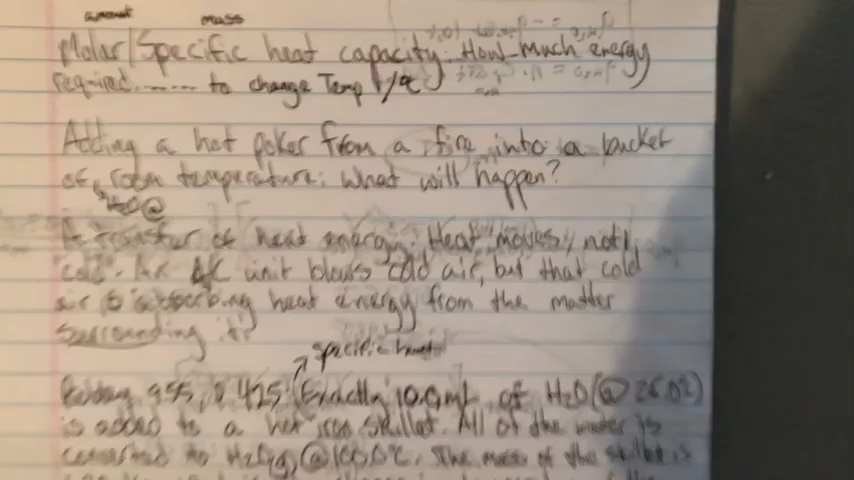 amount mass
Molar/Specific heat capacity: How much energy
required...... to change Temp 1/°C
Adding a hot poker from a fire into a bucket
of room temperature: What will happen?
H2O @
A transfer of heat energy. Heat moves, not
"cold". An AC unit blows cold air, but that cold
air is absorbing heat energy from the matter
surrounding it.
specific heat
Exactly 10.0mL of H2O (@ 26.0°)
is added to a hot iron skillet. All of the water is
converted to H2O(g) @ 100.0°C. The mass of the skillet is